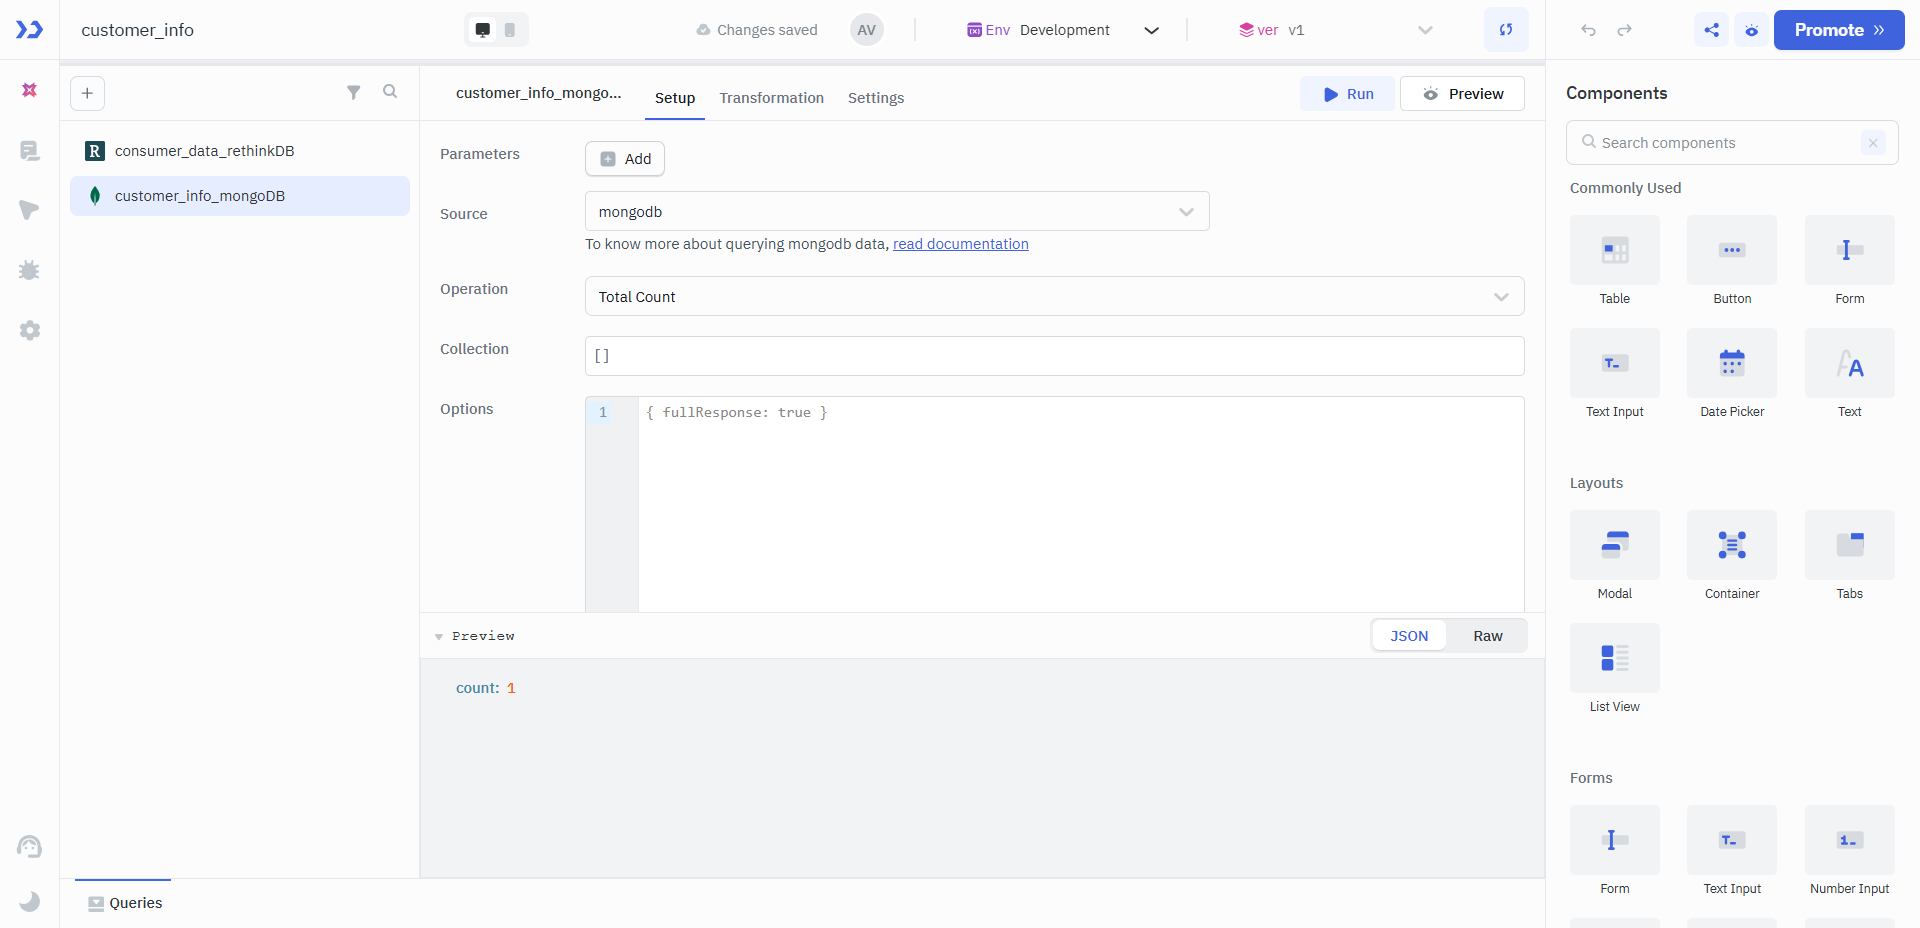 customer_info
Changes saved
AV
Env Development
ver v1
Promote
customer_info_mongo...
Setup
Transformation
Settings
Run
Preview
consumer_data_rethinkDB
customer_info_mongoDB
Parameters
Add
Source
mongodb
To know more about querying mongodb data, read documentation
Operation
Total Count
Collection
[]
Options
1
{ fullResponse: true }
Preview
JSON
Raw
count: 1
Queries
Components
Search components
Commonly Used
Table
Button
Form
Text Input
Date Picker
Text
Layouts
Modal
Container
Tabs
List View
Forms
Form
Text Input
Number Input